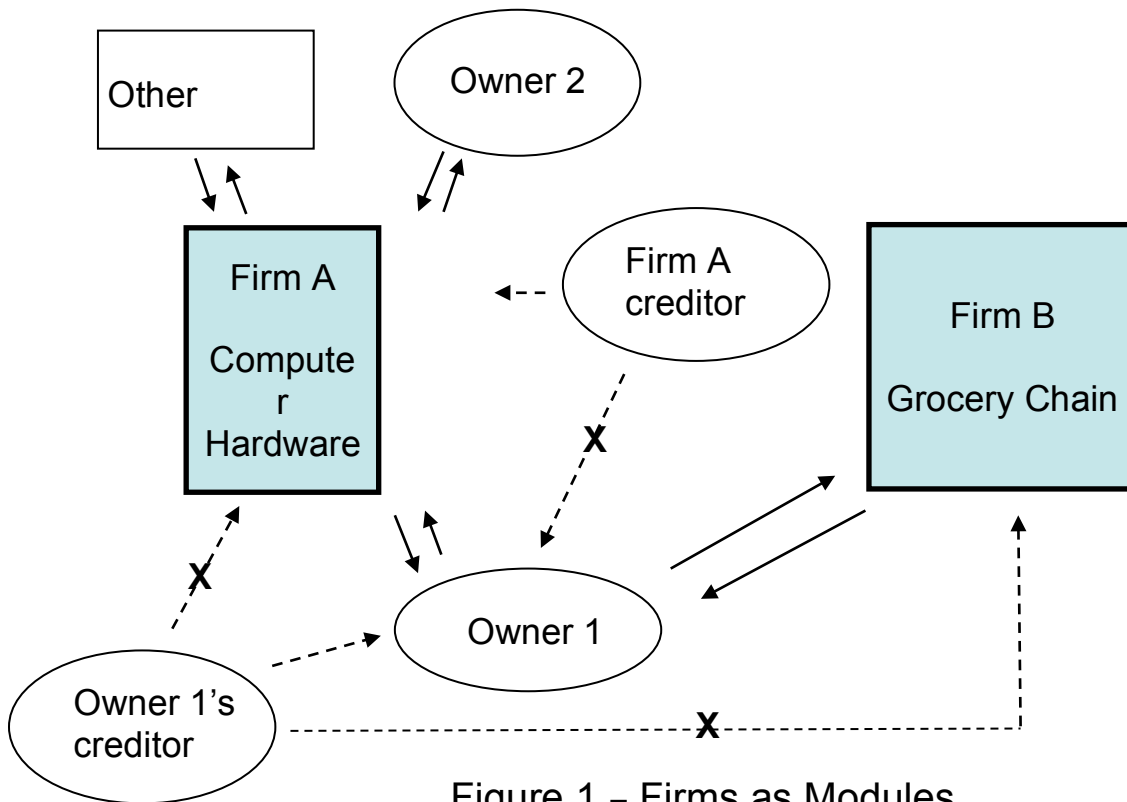 Other
Owner 2
Firm A
creditor
Firm A
Compute
r
Hardware
Firm B
Grocery Chain
X
X
Owner 1
Owner 1’s
creditor
X
Figure 1 – Firms as Modules